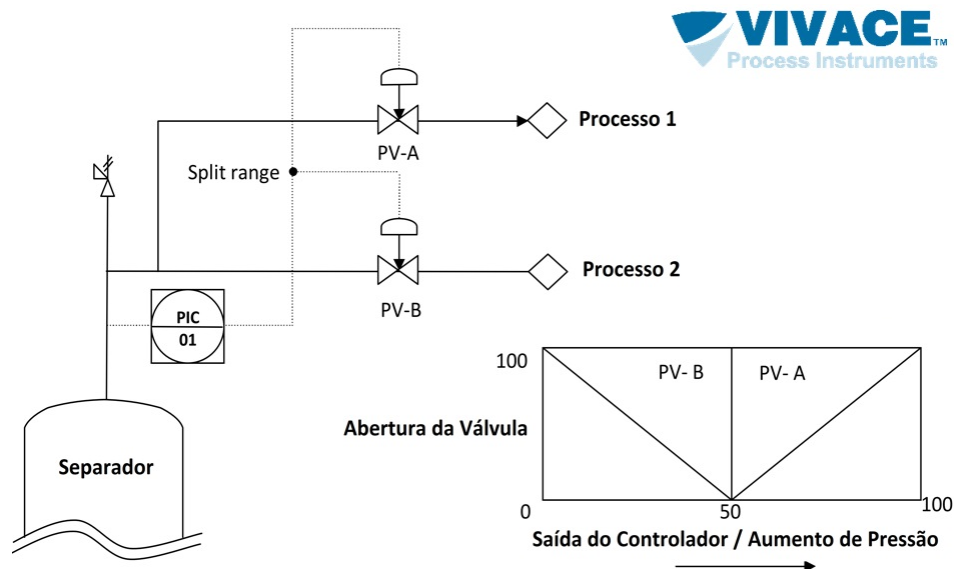 VIVACE™
Process Instruments
Processo 1
PV-A
Split range
Processo 2
PV-B
PIC
01
Separador
100
PV- B
PV- A
Abertura da Válvula
0
50
100
Saída do Controlador / Aumento de Pressão